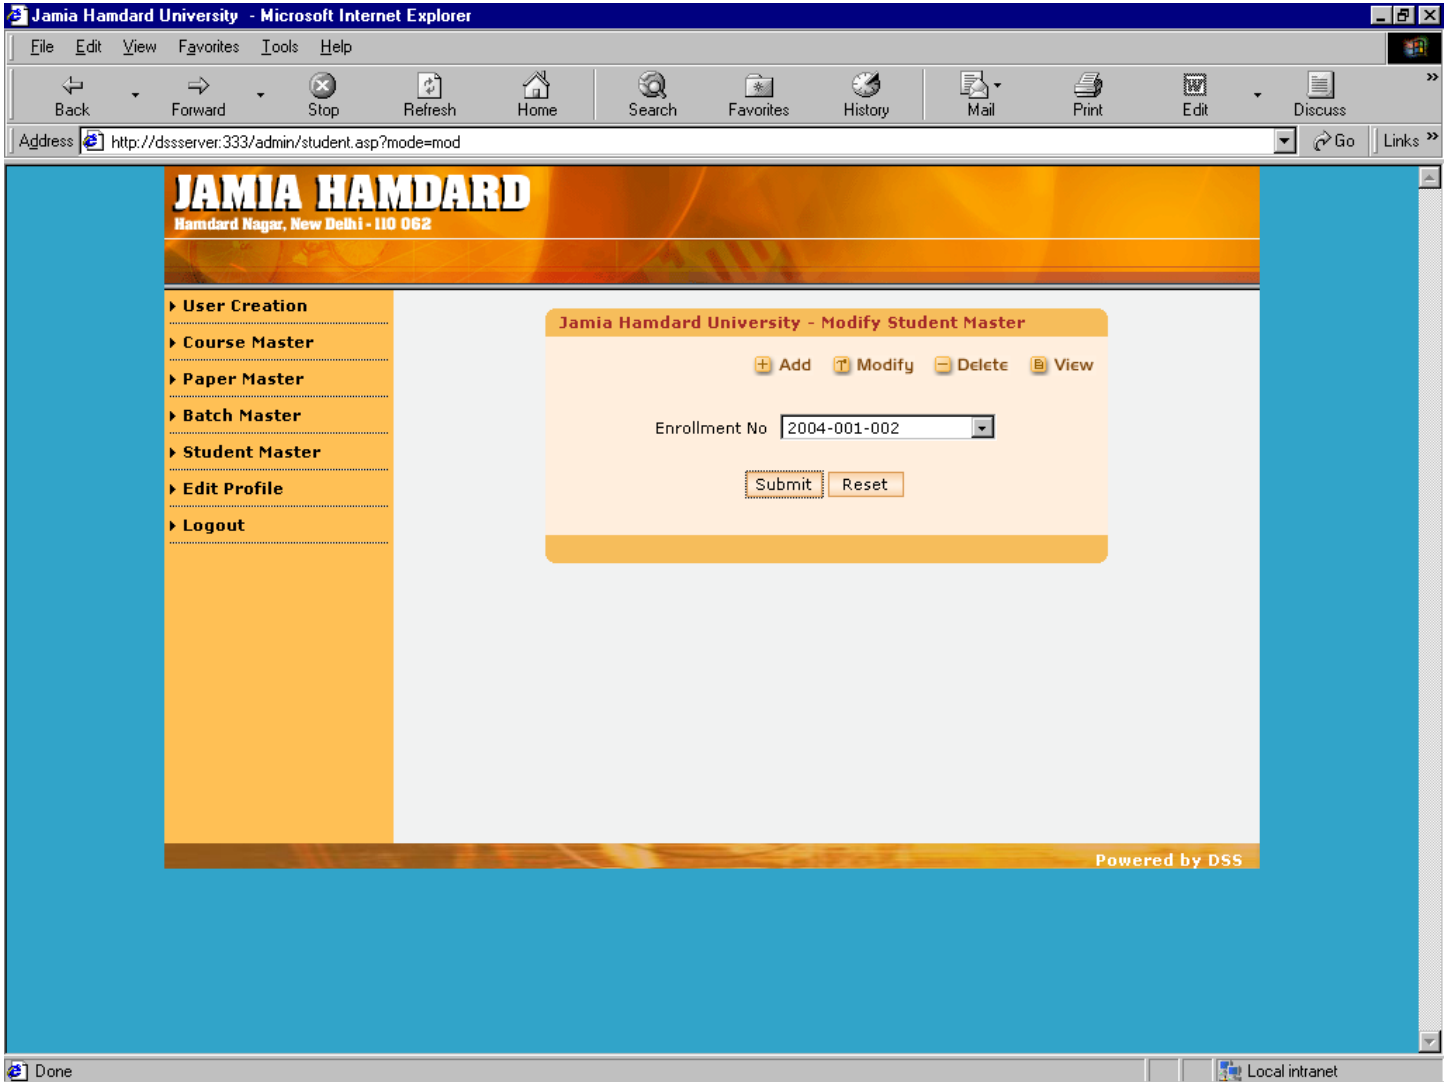 Jamia Hamdard University - Microsoft Internet Explorer
File Edit View Favorites Tools Help
Back Forward Stop Refresh Home Search Favorites History Mail Print Edit Discuss »
Address http://dssserver:333/admin/student.asp?mode=mod Go Links »
JAMIA HAMDARD
Hamdard Nagar, New Delhi - 110 062
User Creation
Course Master
Paper Master
Batch Master
Student Master
Edit Profile
Logout
Jamia Hamdard University - Modify Student Master
Add Modify Delete View
Enrollment No 2004-001-002
Submit Reset
Powered by DSS
Done Local intranet